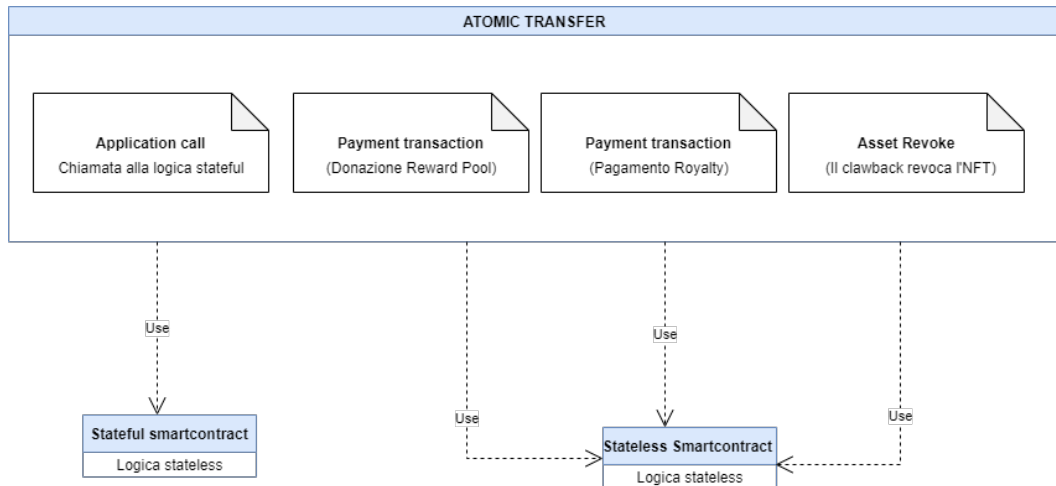 ATOMIC TRANSFER
Application call
Chiamata alla logica stateful
Payment transaction
(Donazione Reward Pool)
Payment transaction
(Pagamento Royalty)
Asset Revoke
(Il clawback revoca l'NFT)
Use
Use
Use
Use
Stateful smartcontract
Logica stateless
Stateless Smartcontract
Logica stateless